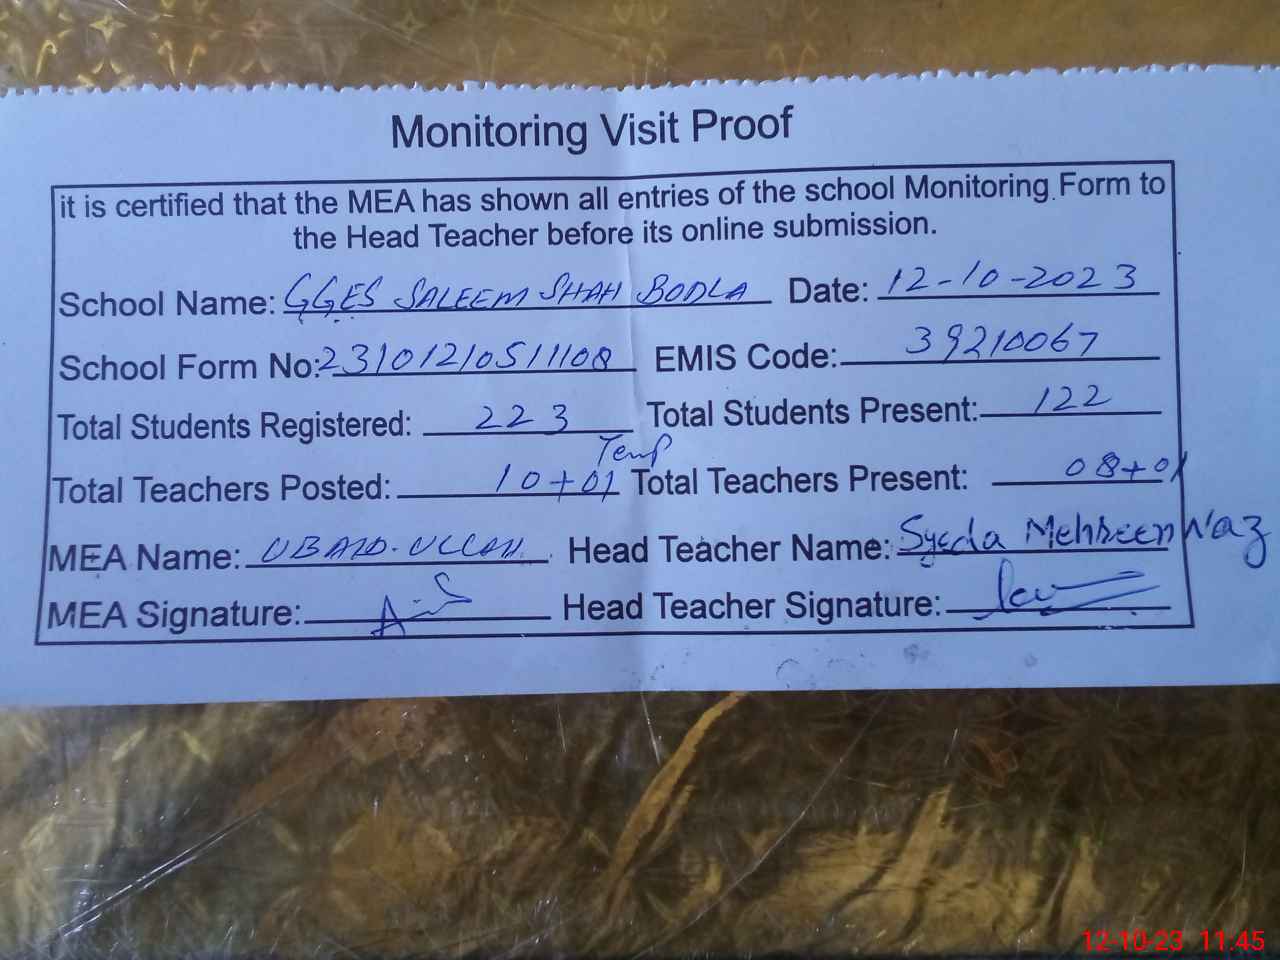 Monitoring Visit Proof
it is certified that the MEA has shown all entries of the school Monitoring Form to
the Head Teacher before its online submission.
School Name: GGES SALEEM SHAH BODLA Date: 12-10-2023
School Form No: 2310121051108 EMIS Code: 39210067
Total Students Registered: 223 Total Students Present: 122
Temp
Total Teachers Posted: 10+01 Total Teachers Present: 08+01
MEA Name: UBAID.ULLAH Head Teacher Name: Syeda Mehreen Naz
MEA Signature: Head Teacher Signature:
12-10-23 11:45